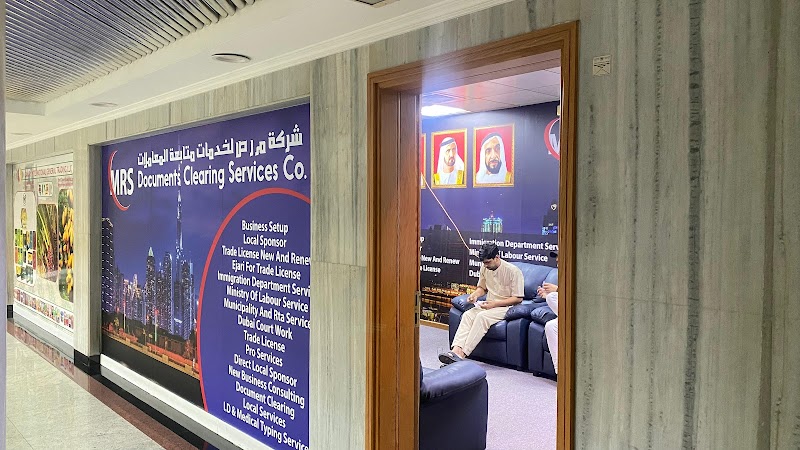 شركة م ر ص لخدمات متابعة المعاملات
MRS Documents Clearing Services Co.
Business Setup
Local Sponsor
Trade License New And Renew
Ejari For Trade License
Immigration Department Servi
Ministry Of Labour Service
Municipality And Rta Services
Dubai Court Work
Trade License
Pro Services
Direct Local Sponsor
New Business Consulting
Document Clearing
Local Services
LD & Medical Typing Service
Immigration Department Serv
Labour Service
New And Renew
License